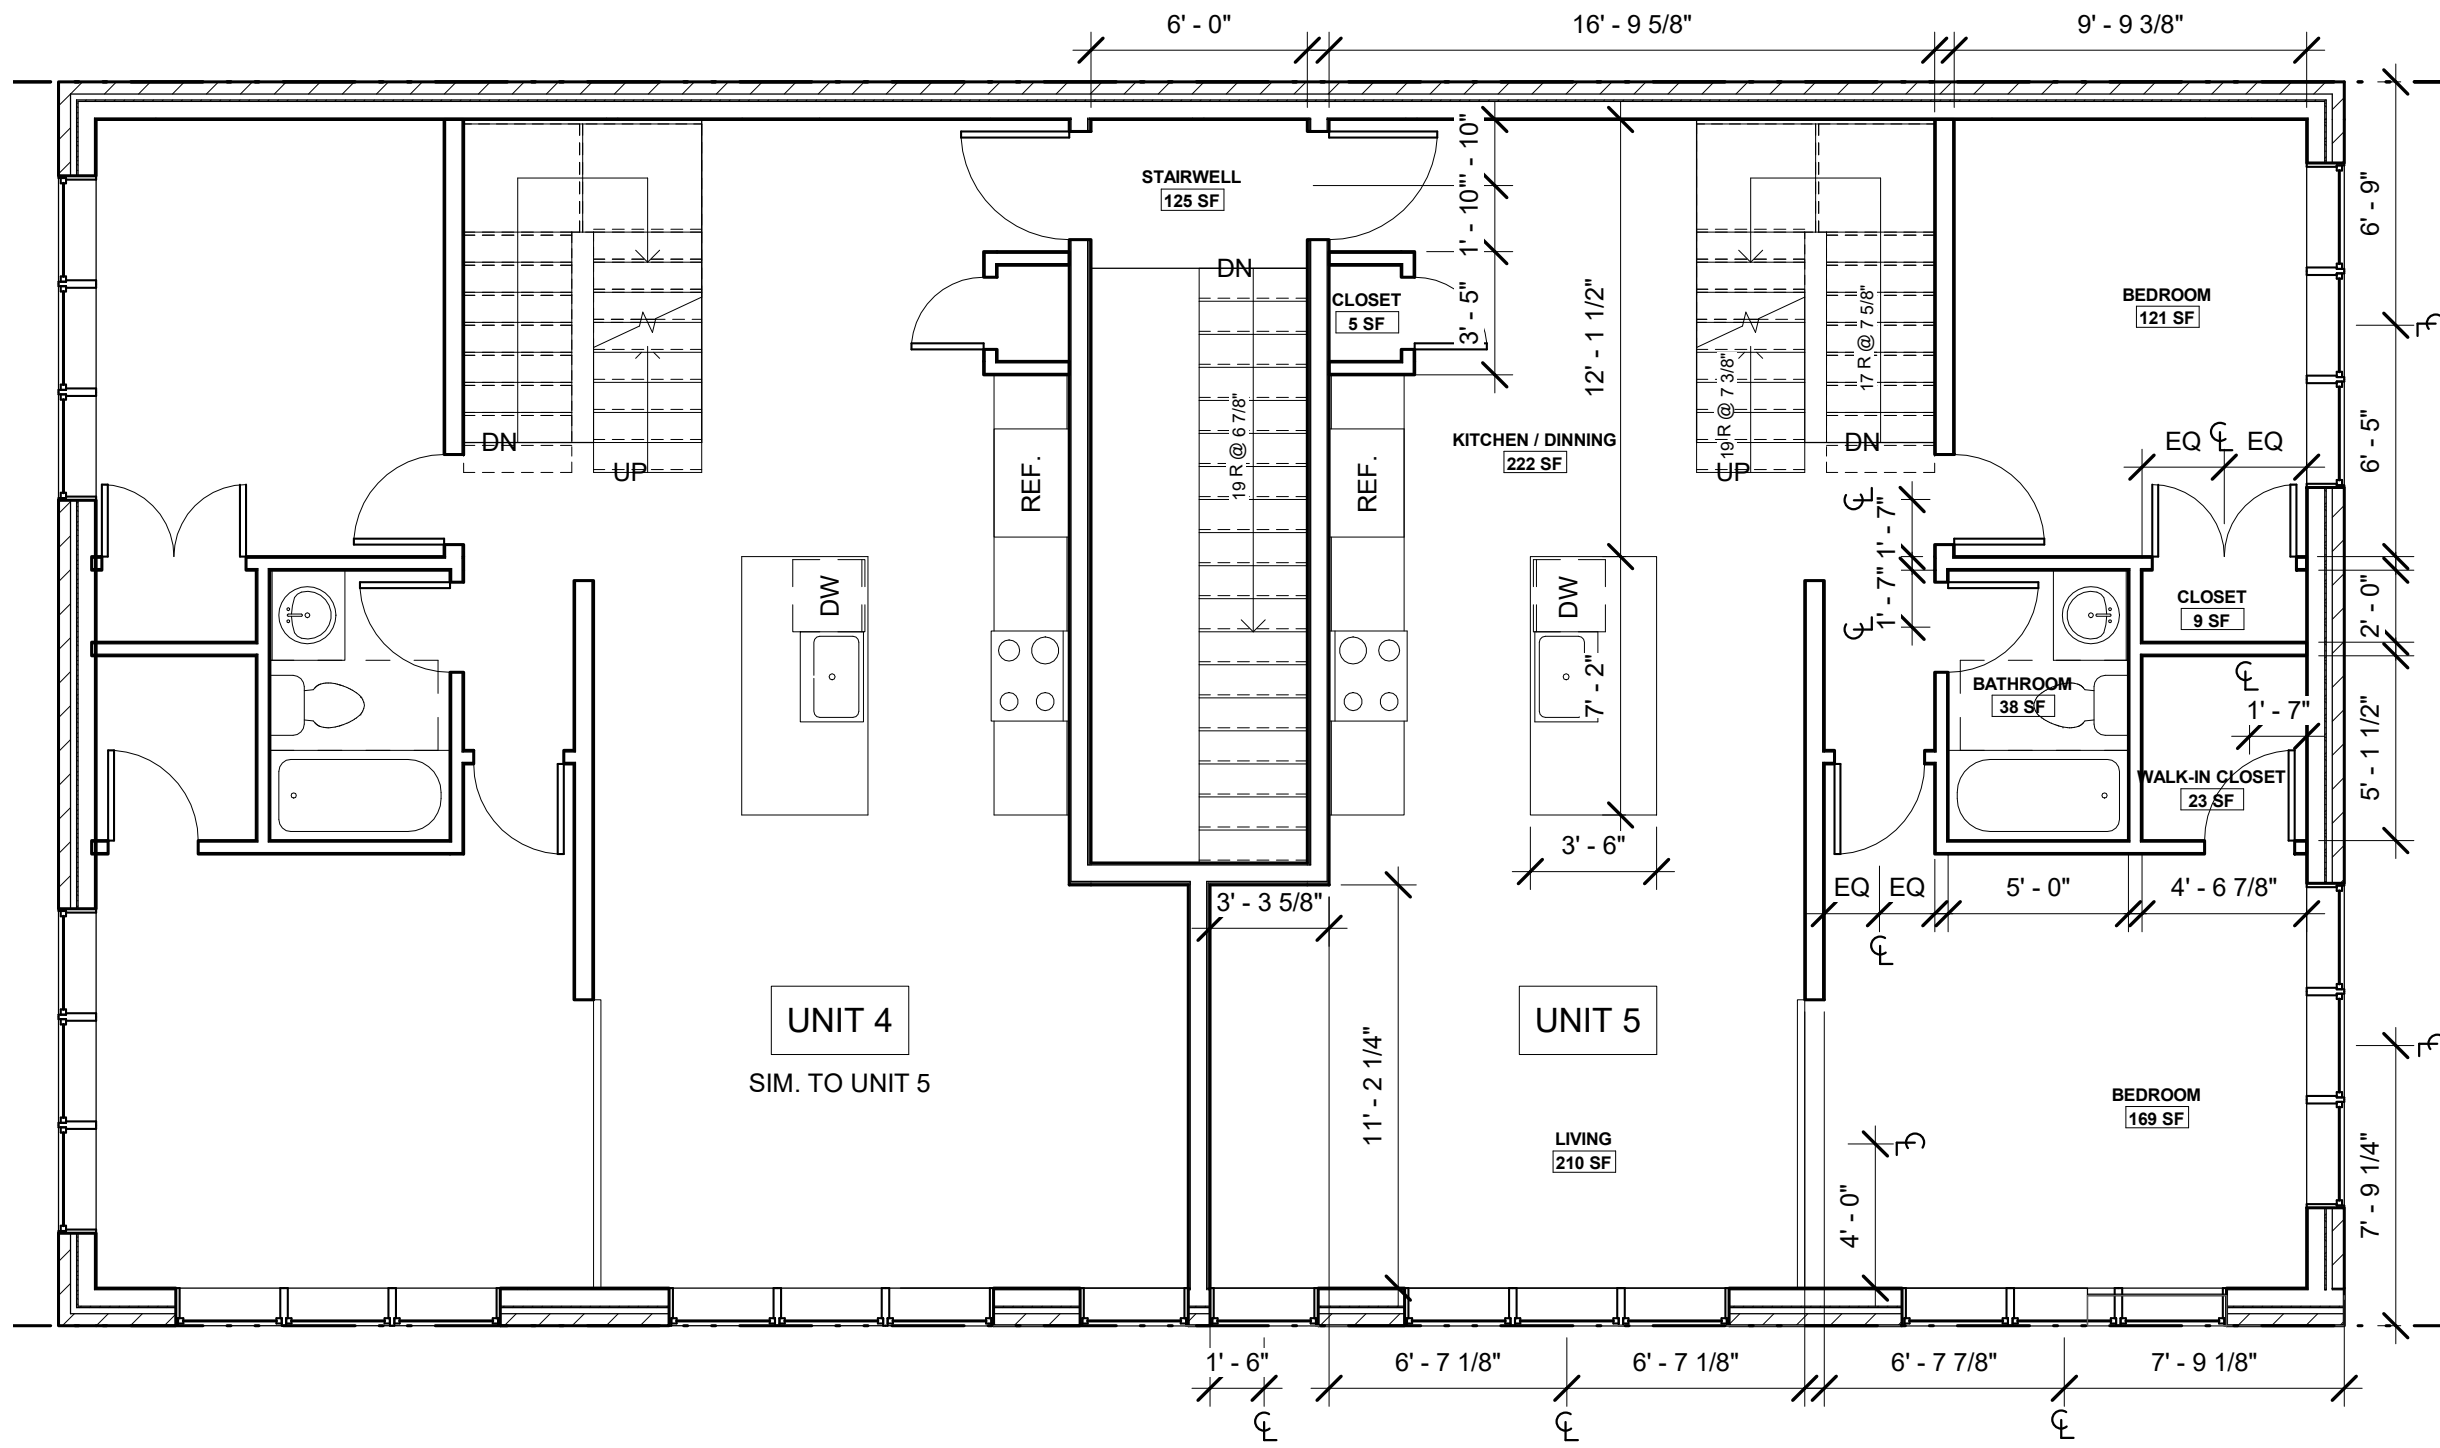 6' - 0"
16' - 9 5/8"
9' - 9 3/8"
STAIRWELL
125 SF
1' - 10"
1' - 10"
6' - 9"
DN
CLOSET
5 SF
3' - 5"
12' - 1 1/2"
17 R @ 7 5/8"
BEDROOM
121 SF
19 R @ 6 7/8"
19 R @ 7 3/8"
DN
UP
REF.
REF.
KITCHEN / DINNING
222 SF
UP
DN
EQ
℄
EQ
6' - 5"
℄
℄
1' - 7"
1' - 7"
℄
DW
DW
CLOSET
9 SF
2' - 0"
7' - 2"
BATHROOM
38 SF
℄
1' - 7"
WALK-IN CLOSET
23 SF
5' - 1 1/2"
3' - 6"
3' - 3 5/8"
EQ
EQ
5' - 0"
4' - 6 7/8"
℄
UNIT 4
SIM. TO UNIT 5
UNIT 5
11' - 2 1/4"
℄
LIVING
210 SF
℄
4' - 0"
BEDROOM
169 SF
7' - 9 1/4"
1' - 6"
6' - 7 1/8"
6' - 7 1/8"
6' - 7 7/8"
7' - 9 1/8"
℄
℄
℄